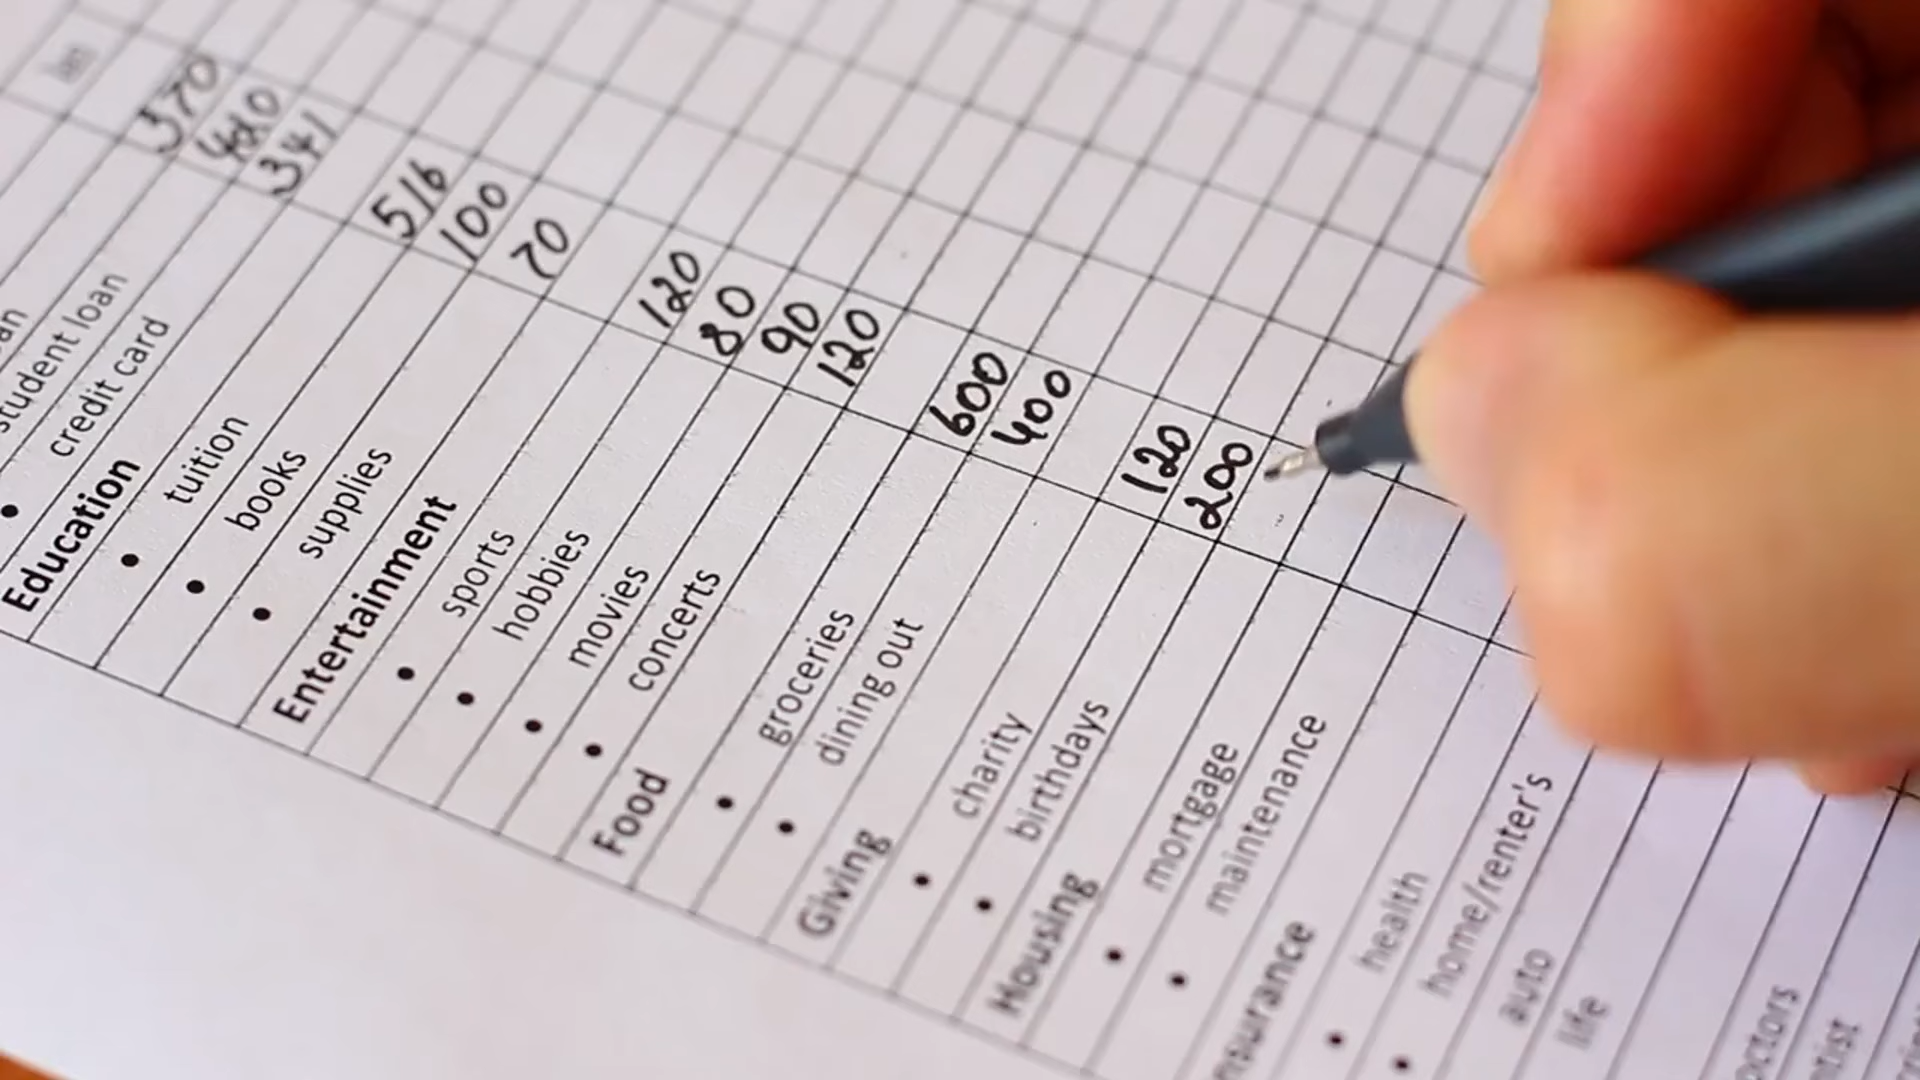 370
student loan
credit card 341
Education
• tuition 516
• books 100
• supplies 70
Entertainment
• sports 120
• hobbies 80
• movies 90
• concerts 120
Food
• groceries 600
• dining out 400
Giving
• charity 120
• birthdays 200
Housing
• mortgage
• maintenance
nsurance
• health
• home/renter's
auto
life